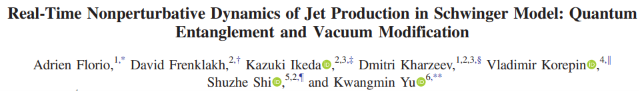 Real-Time Nonperturbative Dynamics of Jet Production in Schwinger Model: Quantum
Entanglement and Vacuum Modification
Adrien Florio,1,* David Frenklakh,2,† Kazuki Ikeda,2,3,‡ Dmitri Kharzeev,1,2,3,§ Vladimir Korepin,4,∥
Shuzhe Shi,5,2,¶ and Kwangmin Yu6,**